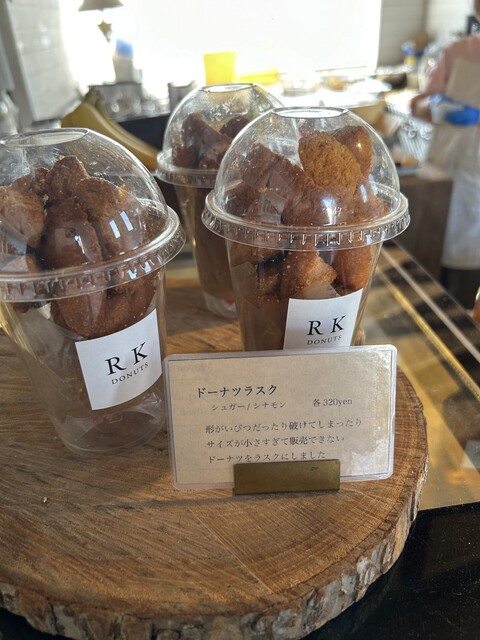 R K
DONUTS
R K
DONUTS
ドーナツラスク
シュガー/シナモン 各320yen
形がいびつだったり破けてしまったり
サイズが小さすぎて販売できない
ドーナツをラスクにしました